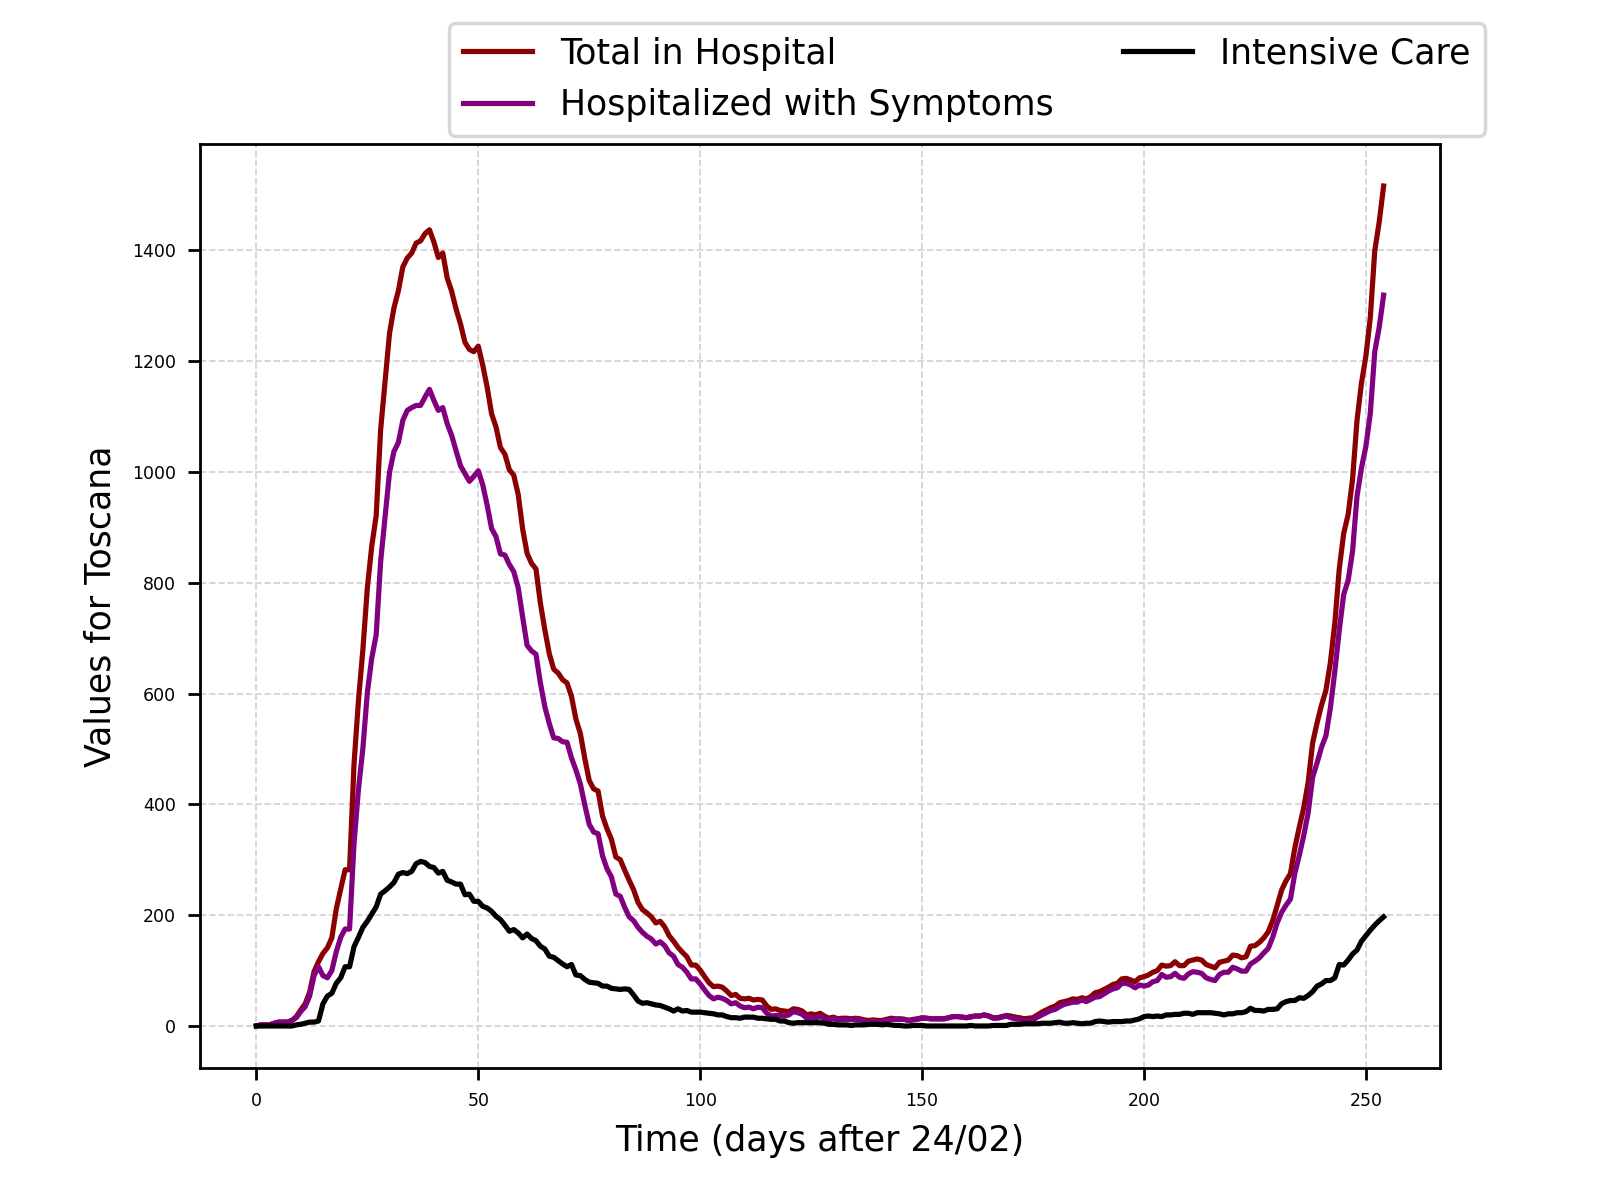 Total in Hospital
Hospitalized with Symptoms
Intensive Care
Values for Toscana
1400
1200
1000
800
600
400
200
0
0 50 100 150 200 250
Time (days after 24/02)